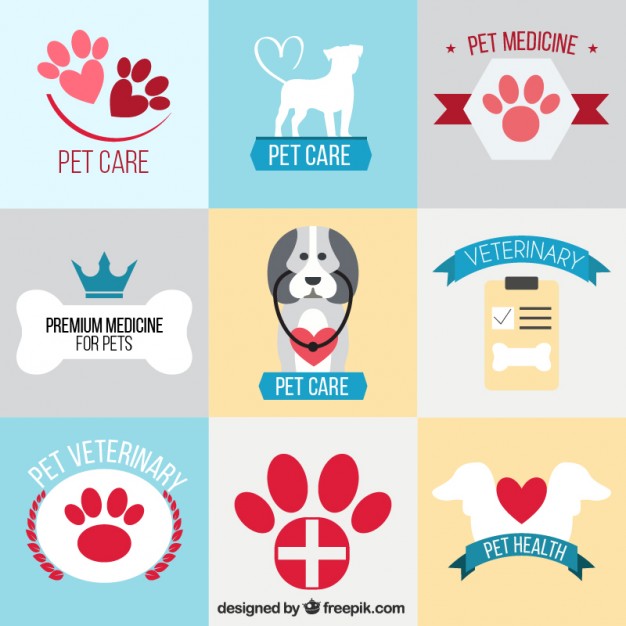 PET CARE
PET CARE
PET MEDICINE
PREMIUM MEDICINE
FOR PETS
PET CARE
VETERINARY
PET VETERINARY
PET HEALTH
designed by freepik.com